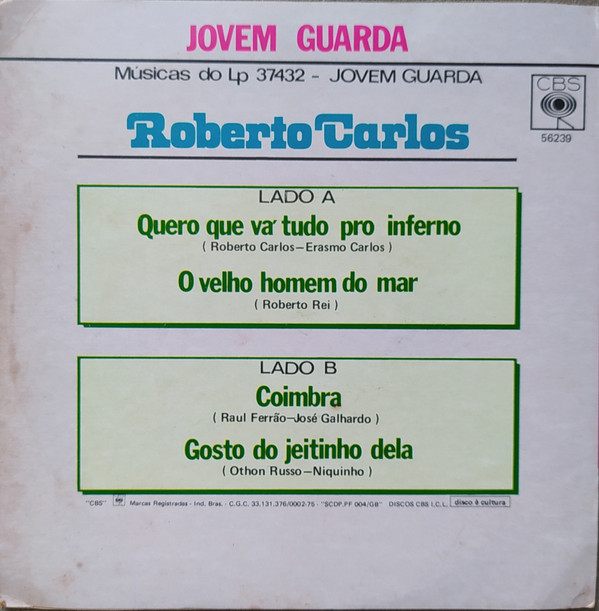 JOVEM GUARDA
Músicas do Lp 37432 - JOVEM GUARDA
CBS
56239
Roberto Carlos
LADO A
Quero que va' tudo pro inferno
( Roberto Carlos-Erasmo Carlos )
O velho homem do mar
( Roberto Rei )
LADO B
Coimbra
( Raul Ferrão-José Galhardo )
Gosto do jeitinho dela
( Othon Russo-Niquinho )
"CBS" Marcas Registradas - Ind. Bras. - C.G.C. 33.131.376/0002-75 - "SCDP.PF 004/GB" DISCOS CBS I.C.L. disco é cultura